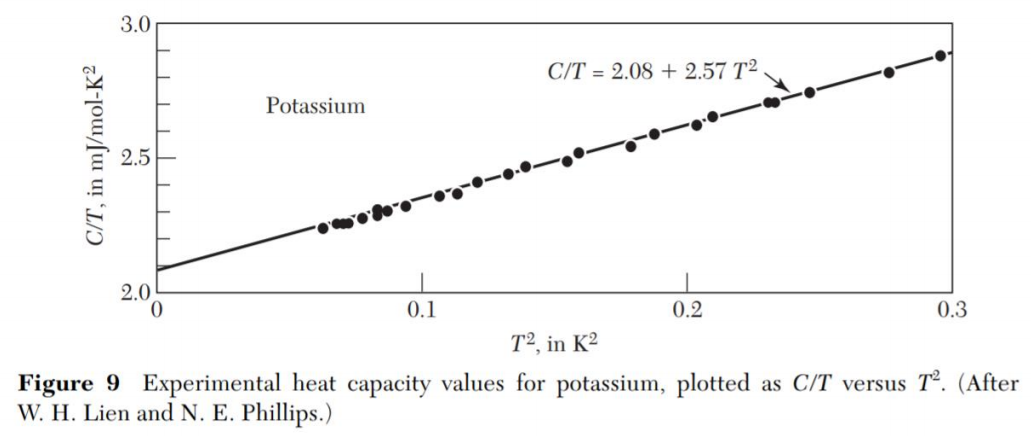 3.0
C/T = 2.08 + 2.57 T²
Potassium
C/T, in mJ/mol-K²
2.5
2.0
0
0.1
0.2
0.3
T², in K²
Figure 9 Experimental heat capacity values for potassium, plotted as C/T versus T². (After
W. H. Lien and N. E. Phillips.)